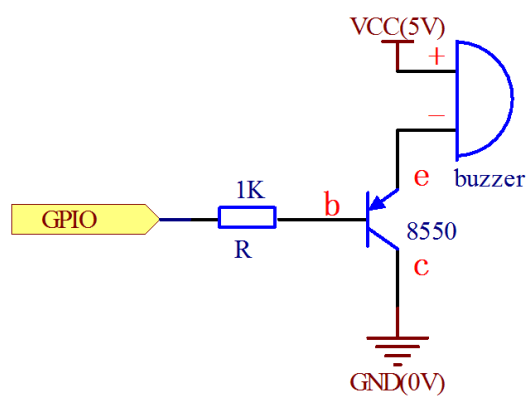 VCC(5V)
+
−
e
buzzer
1K
b
GPIO
8550
R
c
GND(0V)